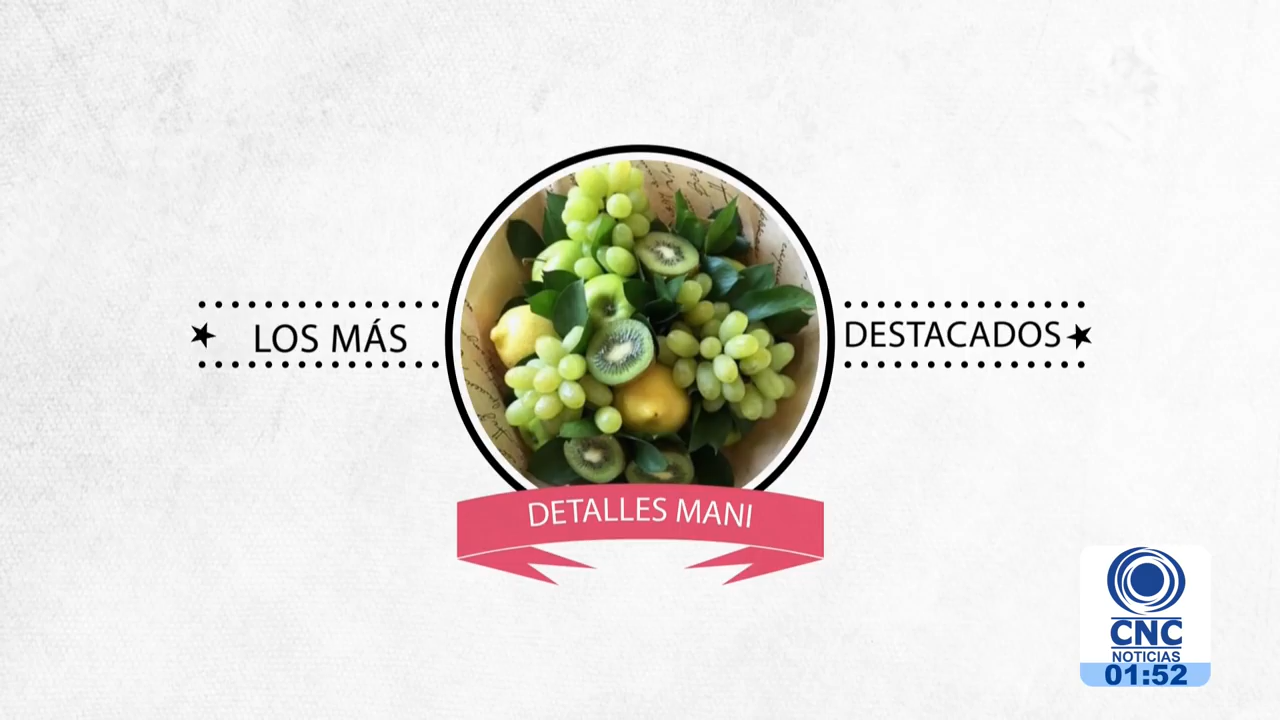 LOS MÁS
DESTACADOS
DETALLES MANI
CNC
NOTICIAS
01:52